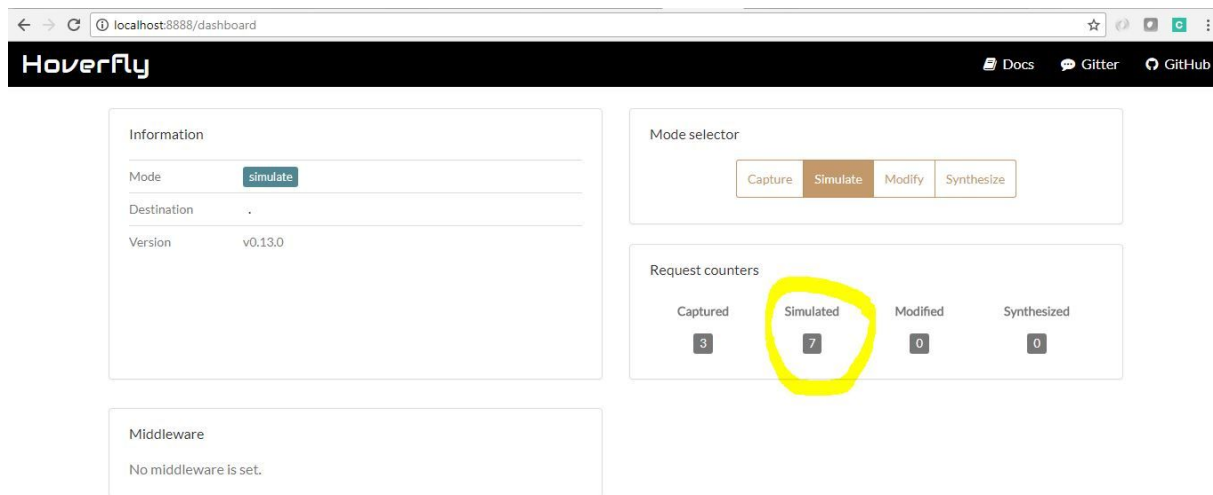 localhost:8888/dashboard
C
Hoverfly
Docs Gitter GitHub
Information
Mode simulate
Destination .
Version v0.13.0
Mode selector
Capture Simulate Modify Synthesize
Request counters
Captured Simulated Modified Synthesized
3 7 0 0
Middleware
No middleware is set.